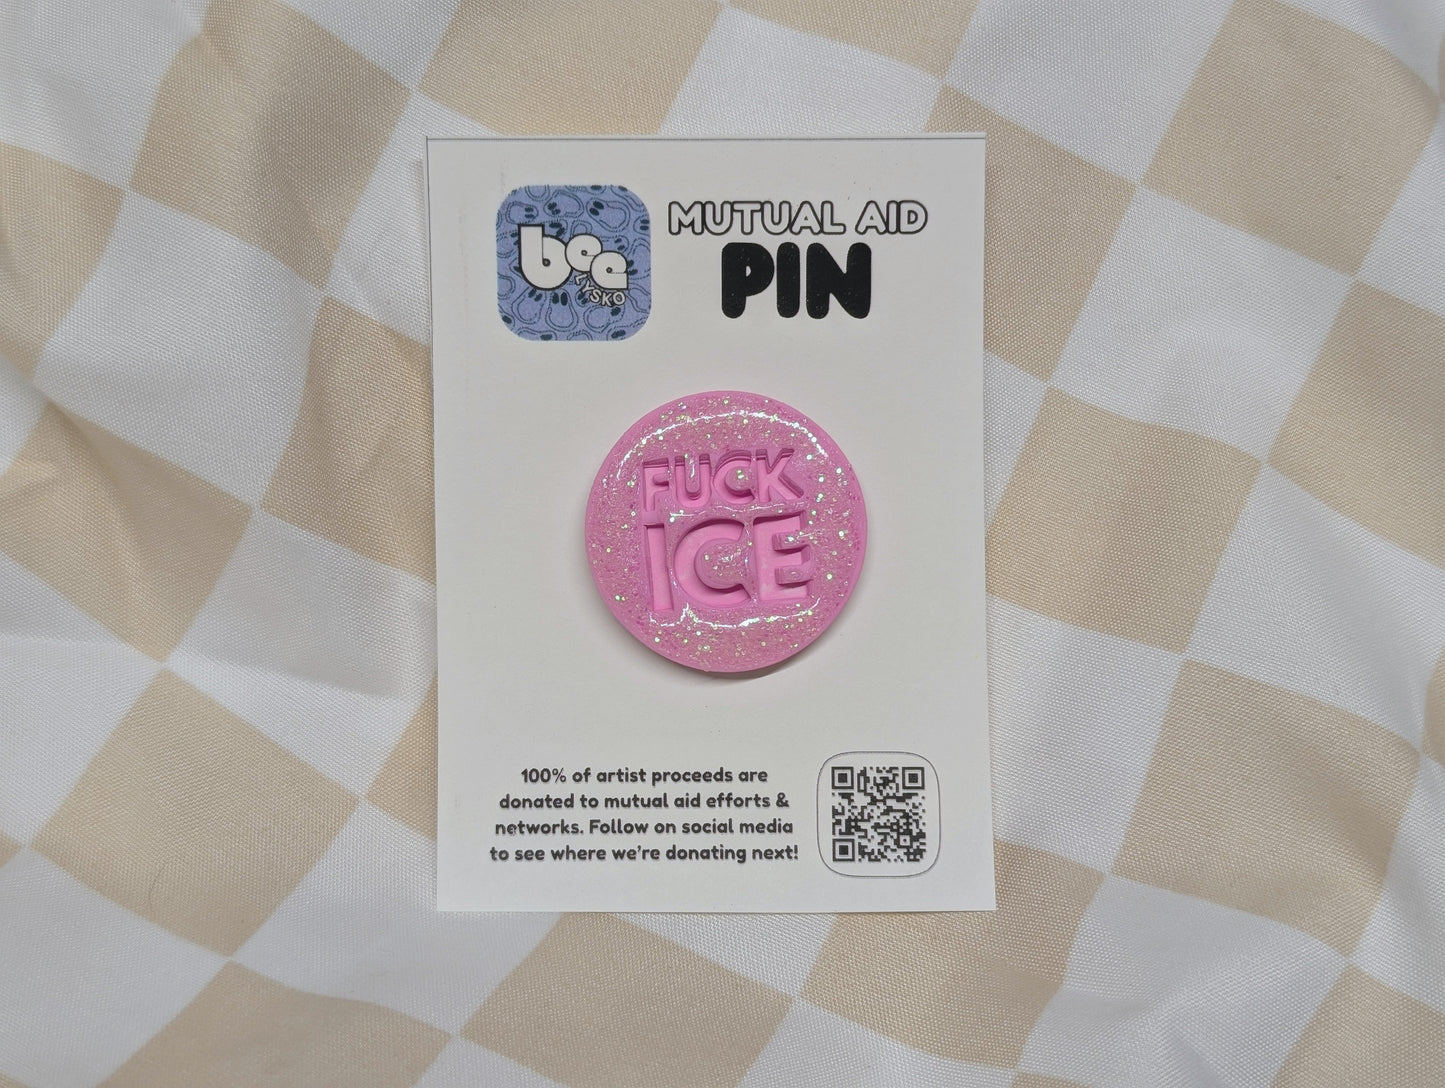 bee
LYSKO
MUTUAL AID
PIN
FUCK
ICE
100% of artist proceeds are
donated to mutual aid efforts &
networks. Follow on social media
to see where we're donating next!